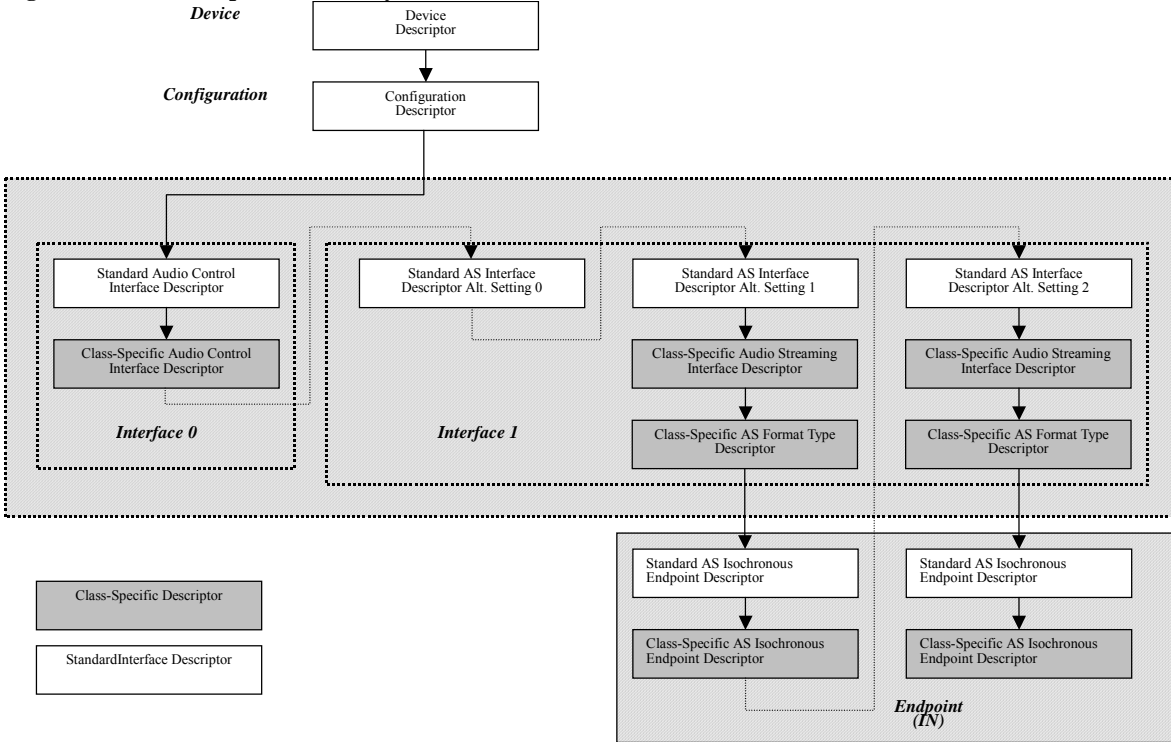 Device
Device
Descriptor
Configuration
Configuration
Descriptor
Standard Audio Control
Interface Descriptor
Standard AS Interface
Descriptor Alt. Setting 0
Standard AS Interface
Descriptor Alt. Setting 1
Standard AS Interface
Descriptor Alt. Setting 2
Class-Specific Audio Control
Interface Descriptor
Class-Specific Audio Streaming
Interface Descriptor
Class-Specific Audio Streaming
Interface Descriptor
Interface 0
Interface 1
Class-Specific AS Format Type
Descriptor
Class-Specific AS Format Type
Descriptor
Standard AS Isochronous
Endpoint Descriptor
Standard AS Isochronous
Endpoint Descriptor
Class-Specific Descriptor
StandardInterface Descriptor
Class-Specific AS Isochronous
Endpoint Descriptor
Class-Specific AS Isochronous
Endpoint Descriptor
Endpoint
(IN)